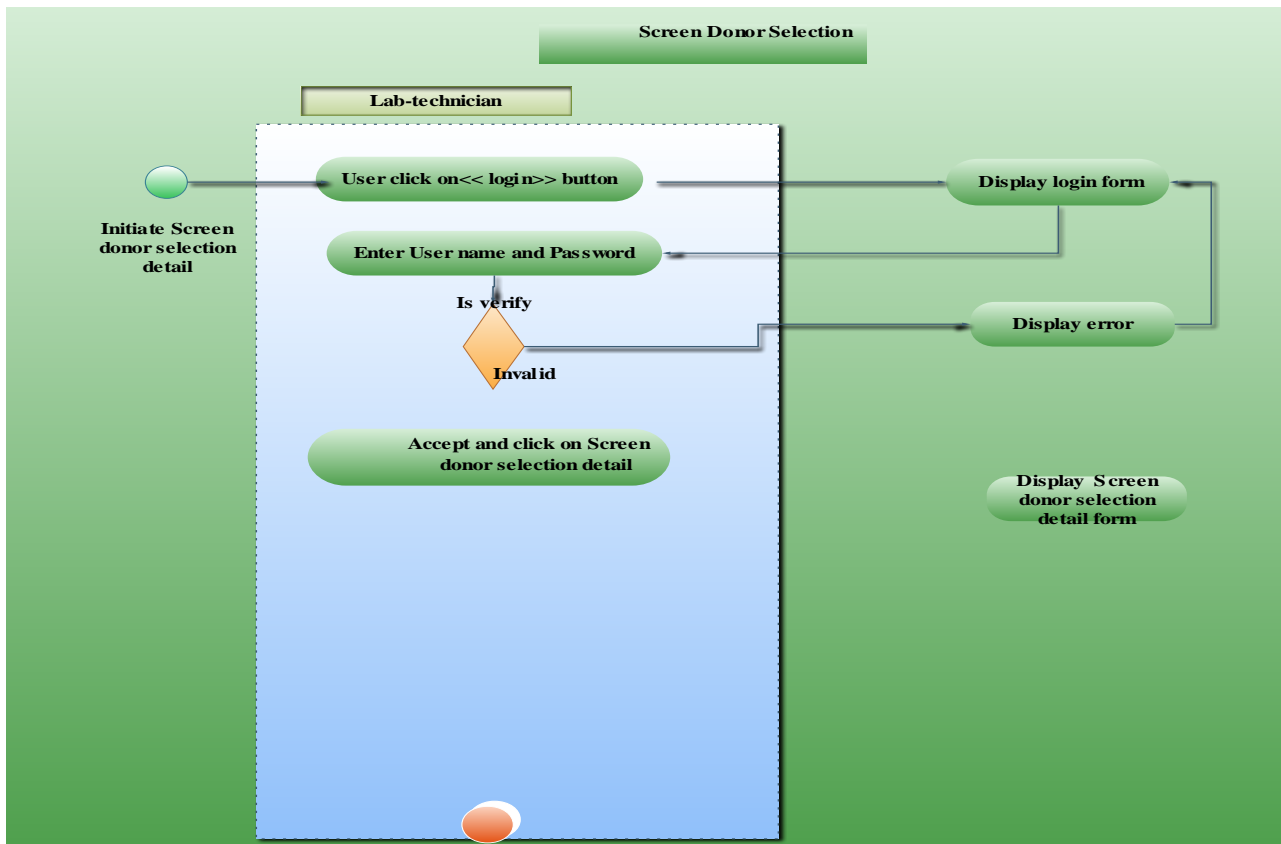 Screen Donor Selection
Lab-technician
User click on<< login>> button
Display login form
Initiate Screen
donor selection
detail
Enter User name and Password
Is verify
Display error
Invalid
Accept and click on Screen
donor selection detail
Display Screen
donor selection
detail form